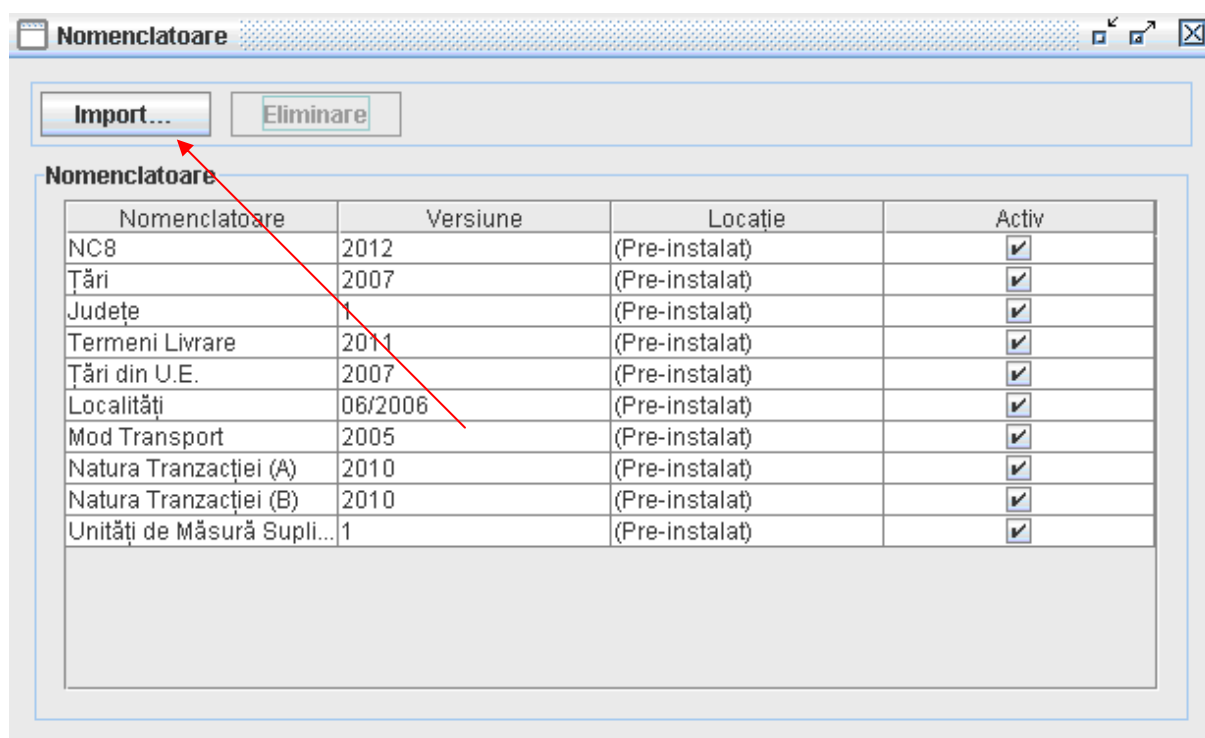 Nomenclatoare
Import... Eliminare
Nomenclatoare
Nomenclatoare Versiune Locație Activ
NC8 2012 (Pre-instalat)
Țări 2007 (Pre-instalat)
Județe 1 (Pre-instalat)
Termeni Livrare 2011 (Pre-instalat)
Țări din U.E. 2007 (Pre-instalat)
Localități 06/2006 (Pre-instalat)
Mod Transport 2005 (Pre-instalat)
Natura Tranzacției (A) 2010 (Pre-instalat)
Natura Tranzacției (B) 2010 (Pre-instalat)
Unități de Măsură Supli... 1 (Pre-instalat)